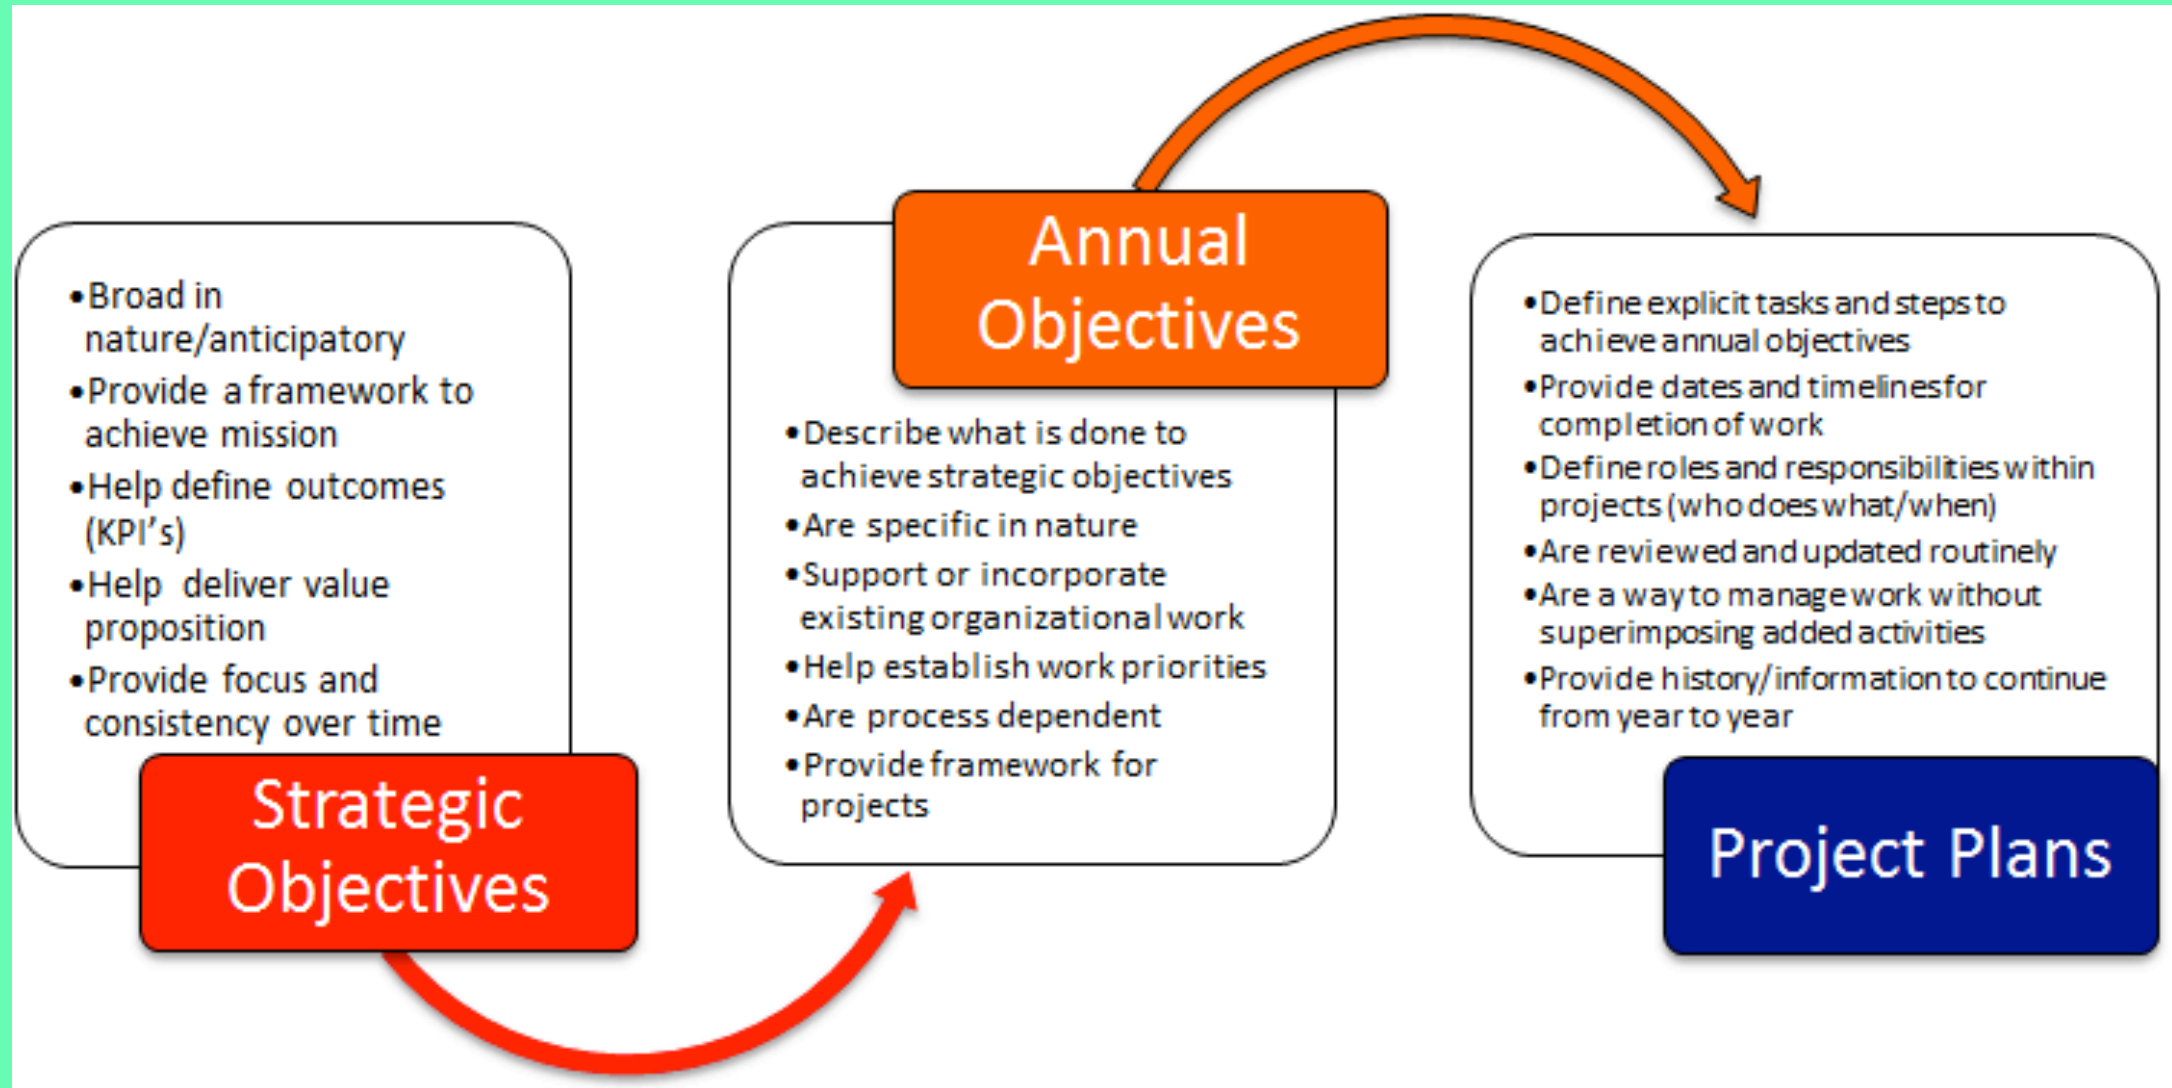 •Broad in
nature/anticipatory
•Provide a framework to
achieve mission
•Help define outcomes
(KPI's)
•Help deliver value
proposition
•Provide focus and
consistency over time
Strategic
Objectives
Annual
Objectives
•Describe what is done to
achieve strategic objectives
•Are specific in nature
•Support or incorporate
existing organizational work
•Help establish work priorities
•Are process dependent
•Provide framework for
projects
•Define explicit tasks and steps to
achieve annual objectives
•Provide dates and timelines for
completion of work
•Define roles and responsibilities within
projects (who does what/when)
•Are reviewed and updated routinely
•Are a way to manage work without
superimposing added activities
•Provide history/information to continue
from year to year
Project Plans